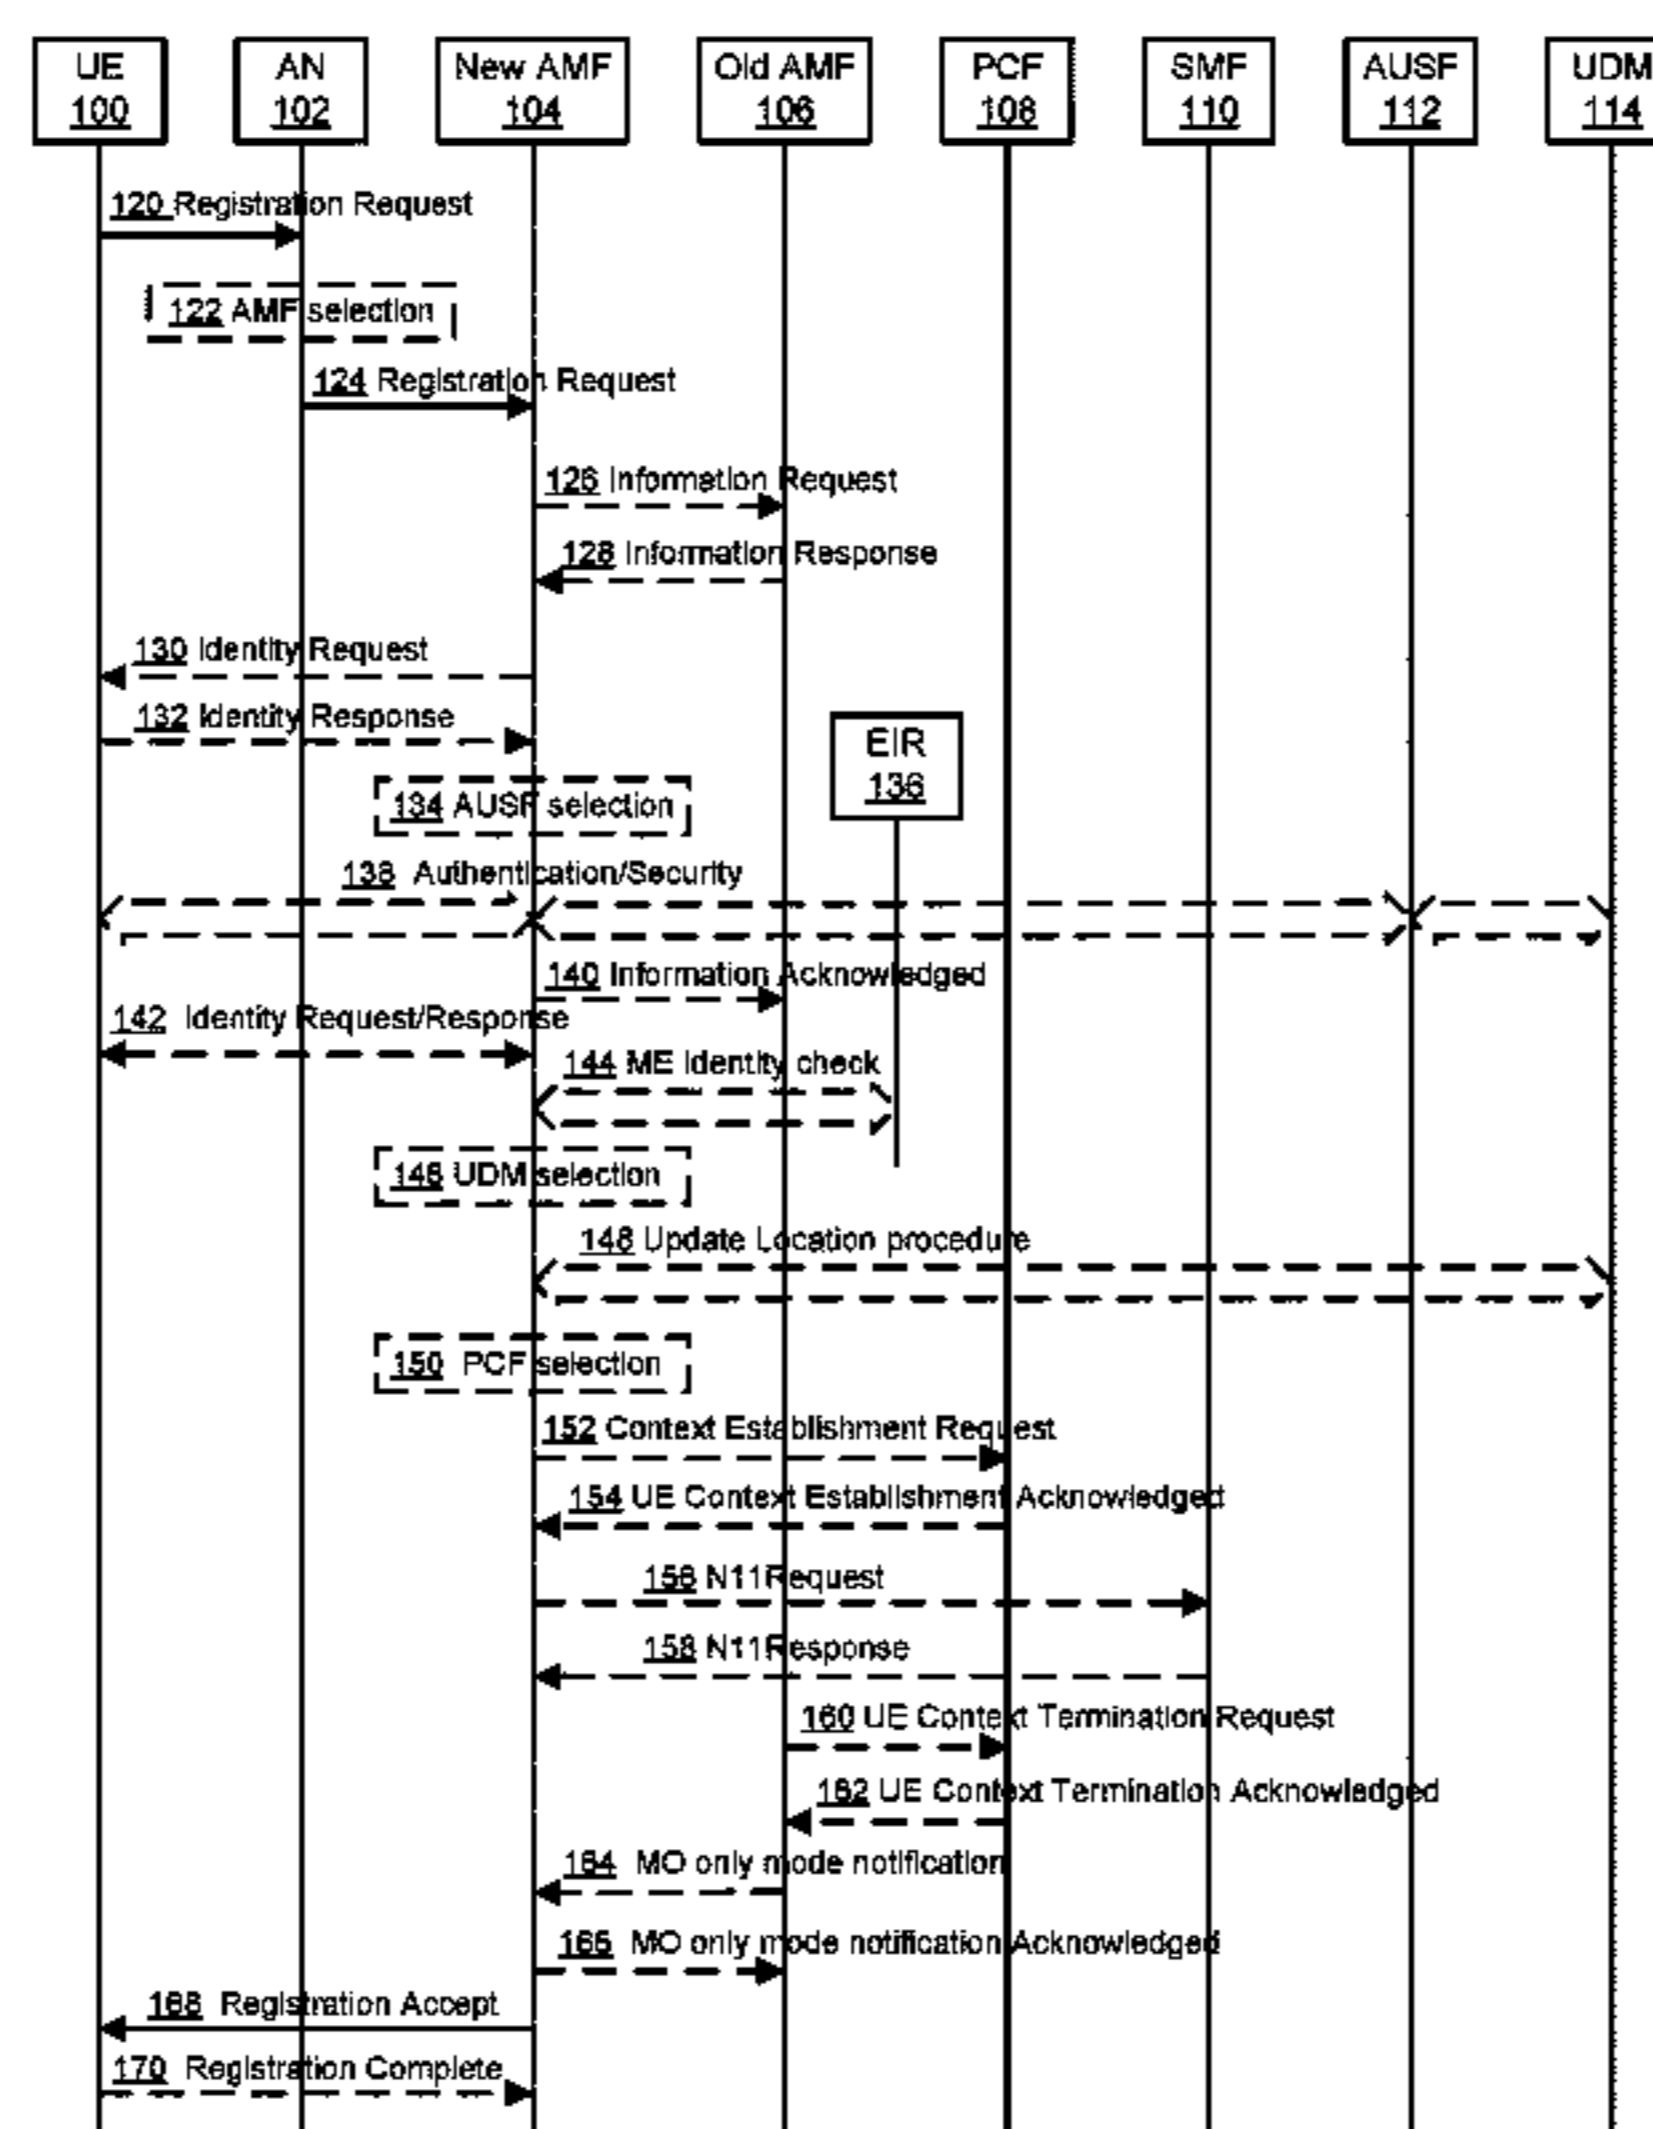 UE
100
AN
102
New AMF
104
Old AMF
106
PCF
108
SMF
110
AUSF
112
UDM
114
120 Registration Request
122 AMF selection
124 Registration Request
126 Information Request
128 Information Response
130 Identity Request
132 Identity Response
EIR
136
134 AUSF selection
138 Authentication/Security
140 Information Acknowledged
142 Identity Request/Response
144 ME Identity check
146 UDM selection
148 Update Location procedure
150 PCF selection
152 Context Establishment Request
154 UE Context Establishment Acknowledged
156 N11Request
158 N11Response
160 UE Context Termination Request
162 UE Context Termination Acknowledged
164 MO only mode notification
166 MO only mode notification Acknowledged
168 Registration Accept
170 Registration Complete